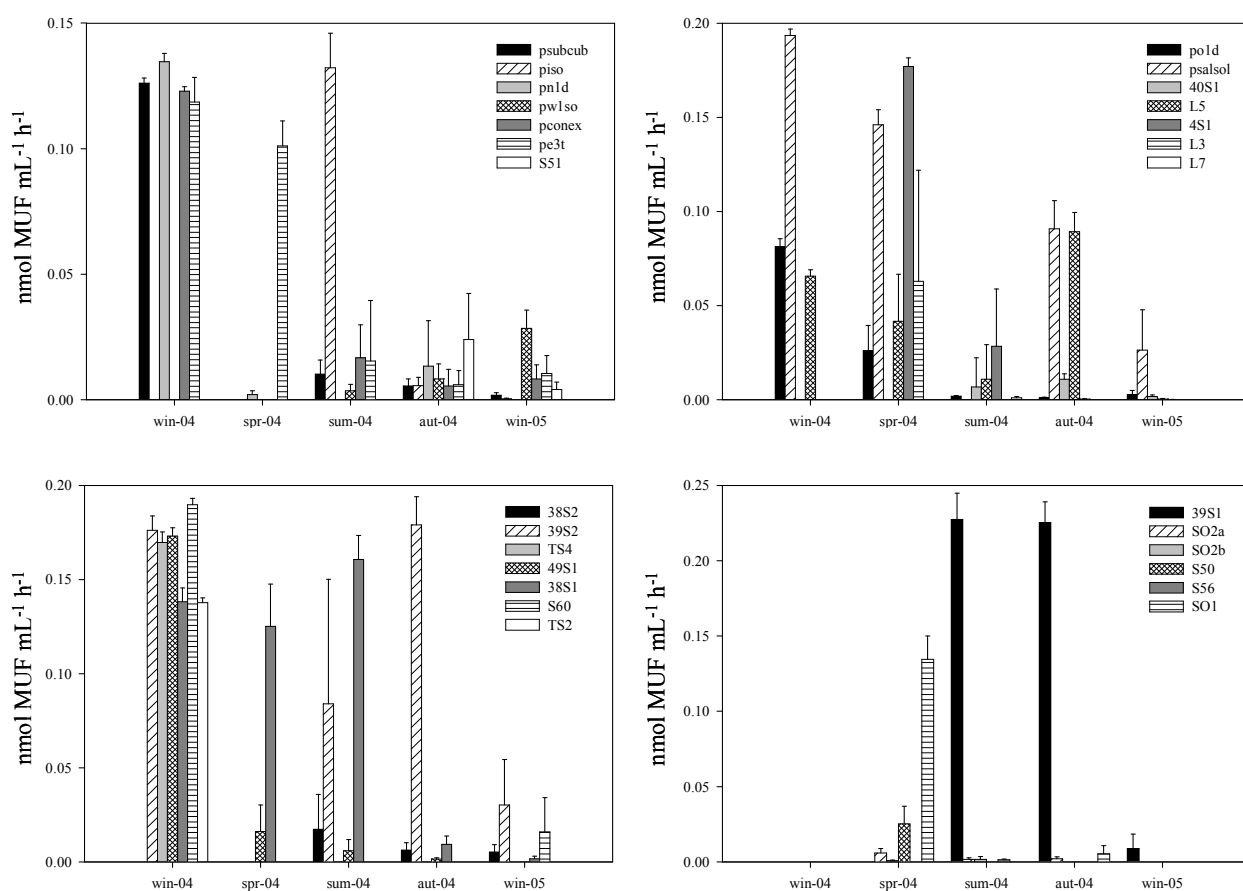 0.15
0.10
0.05
0.00
nmol MUF mL⁻¹ h⁻¹
psubcub
piso
pn1d
pw1so
pconex
pe3t
S51
win-04 spr-04 sum-04 aut-04 win-05
0.20
0.15
0.10
0.05
0.00
nmol MUF mL⁻¹ h⁻¹
po1d
psalsol
40S1
L5
4S1
L3
L7
win-04 spr-04 sum-04 aut-04 win-05
0.20
0.15
0.10
0.05
0.00
nmol MUF mL⁻¹ h⁻¹
38S2
39S2
TS4
49S1
38S1
S60
TS2
win-04 spr-04 sum-04 aut-04 win-05
0.25
0.20
0.15
0.10
0.05
0.00
nmol MUF mL⁻¹ h⁻¹
39S1
SO2a
SO2b
S50
S56
SO1
win-04 spr-04 sum-04 aut-04 win-05